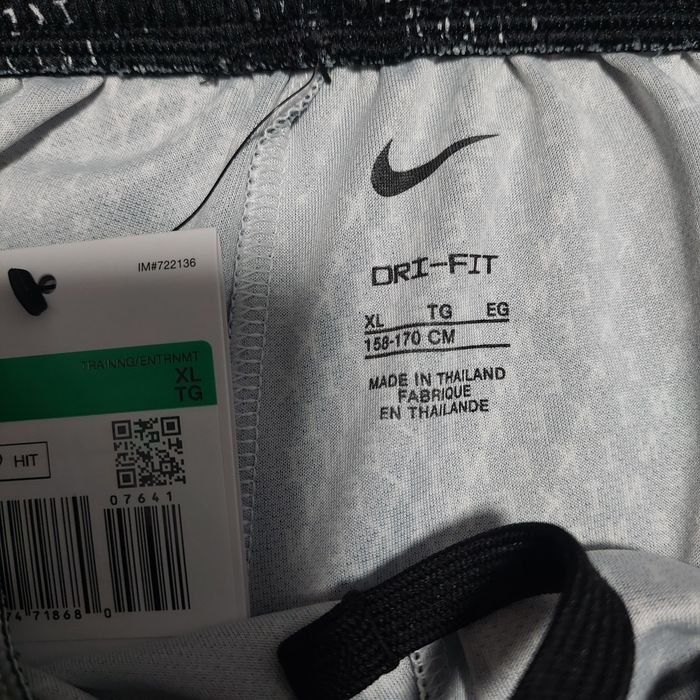 IM#722136
TRAINNG/ENTRNMT
XL
TG
HIT
07641
74 71868 0
DRI-FIT
XL TG EG
158-170 CM
MADE IN THAILAND
FABRIQUE
EN THAILANDE